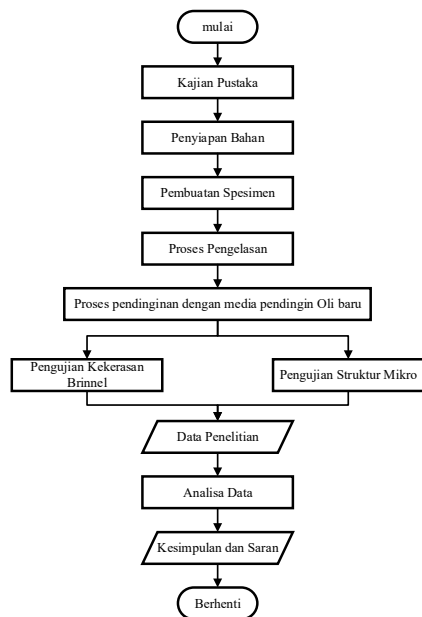 mulai
Kajian Pustaka
Penyiapan Bahan
Pembuatan Spesimen
Proses Pengelasan
Proses pendinginan dengan media pendingin Oli baru
Pengujian Kekerasan
Brinnel
Pengujian Struktur Mikro
Data Penelitian
Analisa Data
Kesimpulan dan Saran
Berhenti